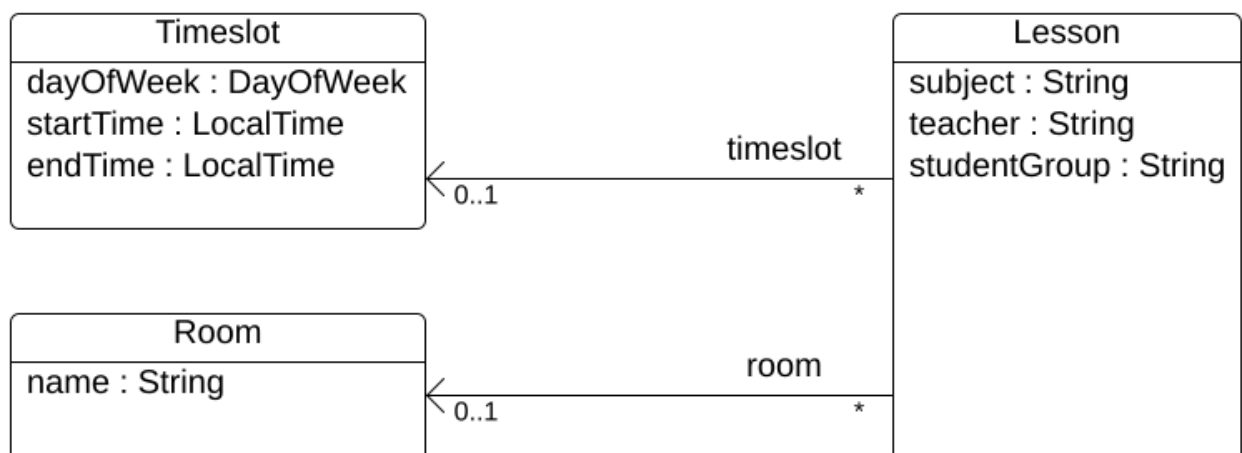 Timeslot
dayOfWeek : DayOfWeek
startTime : LocalTime
endTime : LocalTime
timeslot
0..1
*
Lesson
subject : String
teacher : String
studentGroup : String
Room
name : String
room
0..1
*